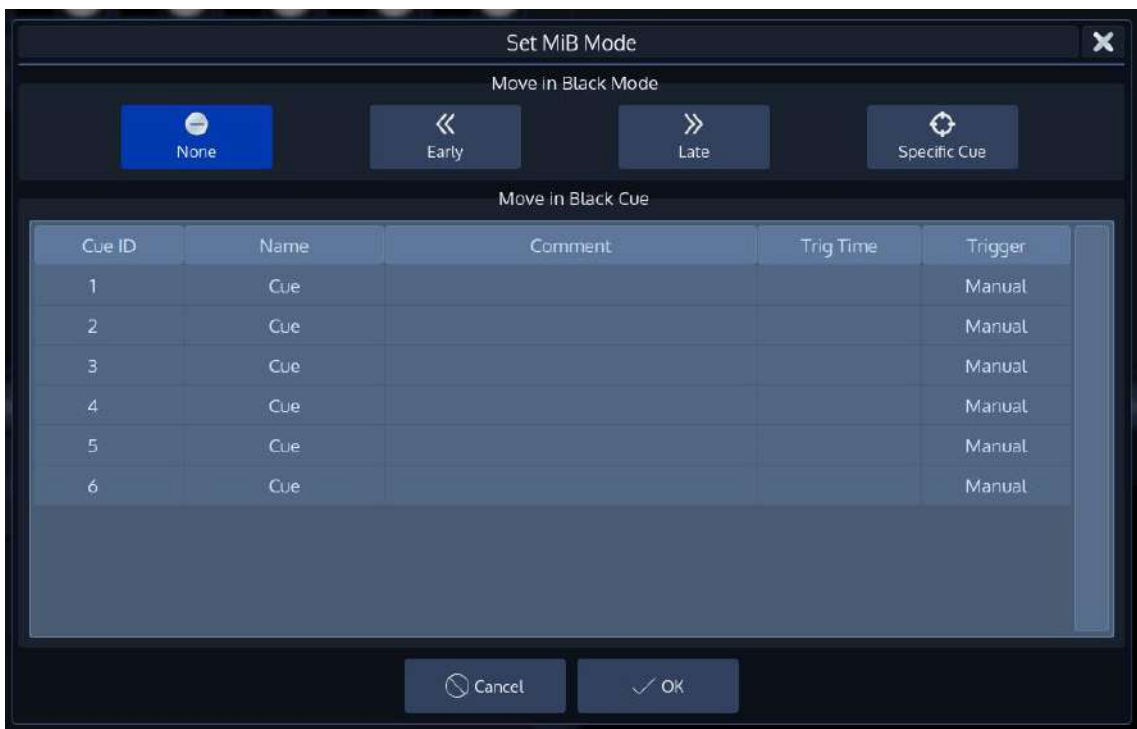 Set MiB Mode
Move in Black Mode
None Early Late Specific Cue
Move in Black Cue
Cue ID Name Comment Trig Time Trigger
1 Cue Manual
2 Cue Manual
3 Cue Manual
4 Cue Manual
5 Cue Manual
6 Cue Manual
Cancel OK